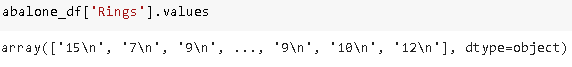 abalone_df['Rings'].values
array(['15\n', '7\n', '9\n', ..., '9\n', '10\n', '12\n'], dtype=object)